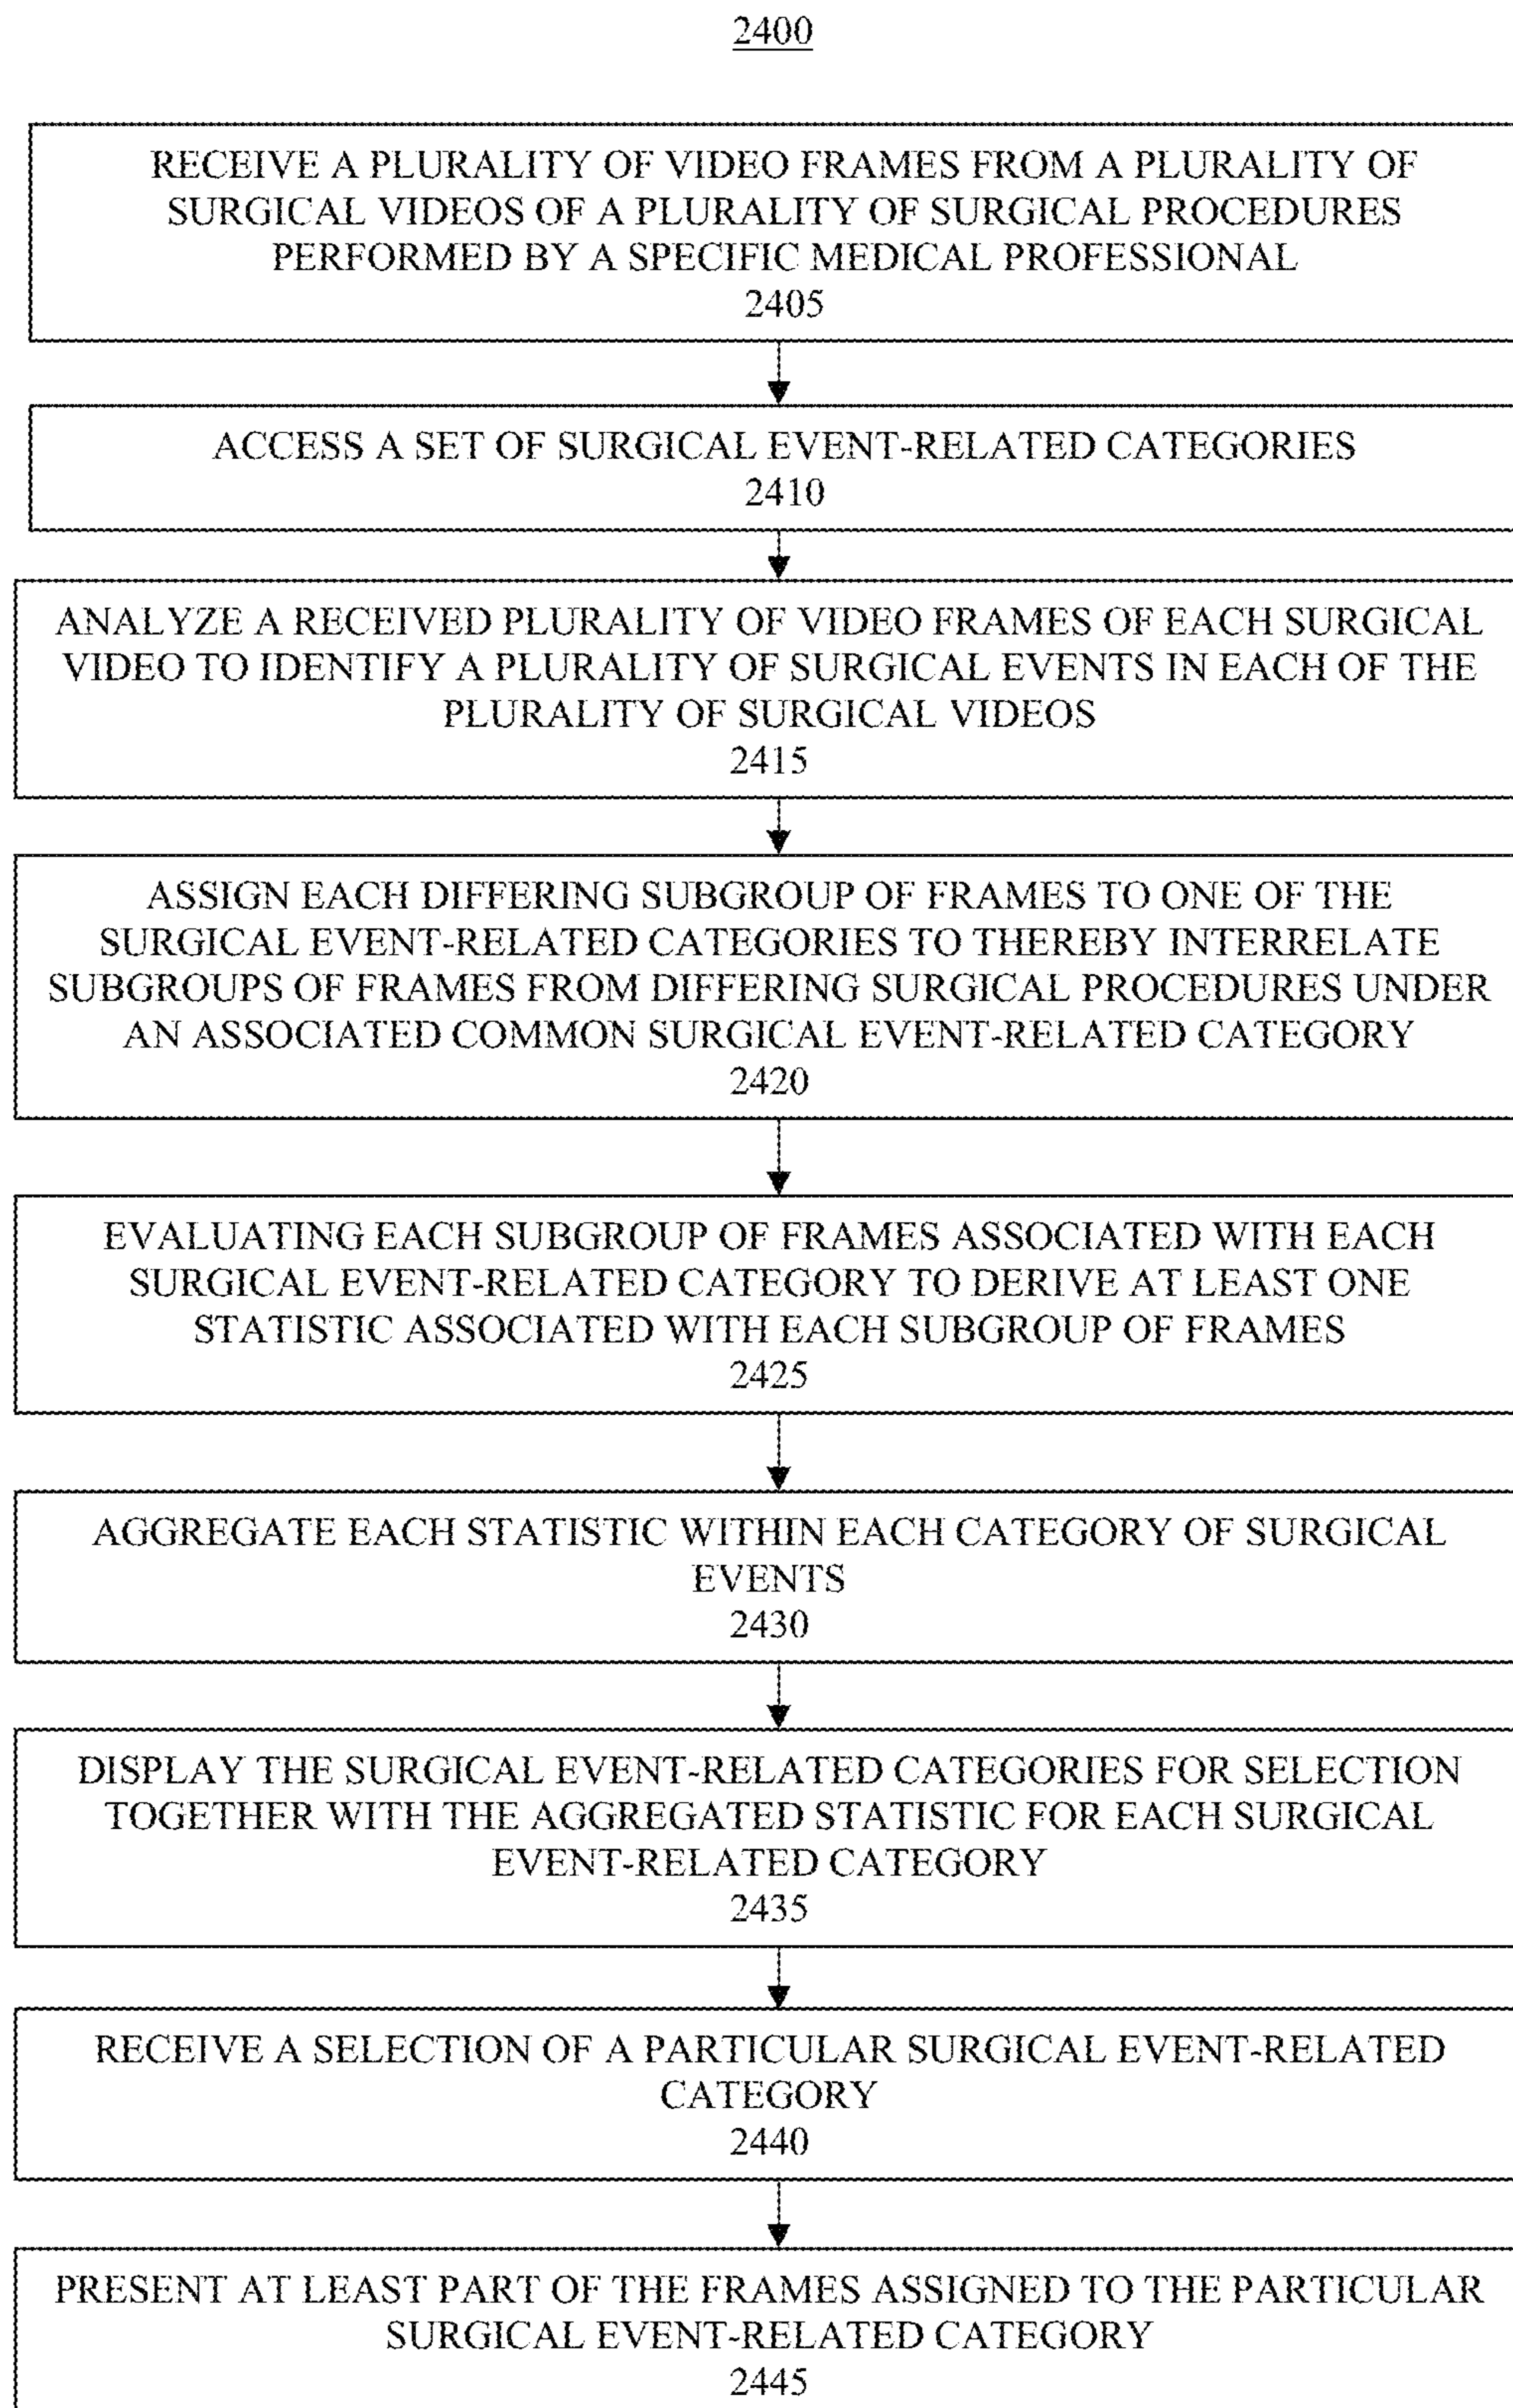 2400
RECEIVE A PLURALITY OF VIDEO FRAMES FROM A PLURALITY OF
SURGICAL VIDEOS OF A PLURALITY OF SURGICAL PROCEDURES
PERFORMED BY A SPECIFIC MEDICAL PROFESSIONAL
2405
ACCESS A SET OF SURGICAL EVENT-RELATED CATEGORIES
2410
ANALYZE A RECEIVED PLURALITY OF VIDEO FRAMES OF EACH SURGICAL
VIDEO TO IDENTIFY A PLURALITY OF SURGICAL EVENTS IN EACH OF THE
PLURALITY OF SURGICAL VIDEOS
2415
ASSIGN EACH DIFFERING SUBGROUP OF FRAMES TO ONE OF THE
SURGICAL EVENT-RELATED CATEGORIES TO THEREBY INTERRELATE
SUBGROUPS OF FRAMES FROM DIFFERING SURGICAL PROCEDURES UNDER
AN ASSOCIATED COMMON SURGICAL EVENT-RELATED CATEGORY
2420
EVALUATING EACH SUBGROUP OF FRAMES ASSOCIATED WITH EACH
SURGICAL EVENT-RELATED CATEGORY TO DERIVE AT LEAST ONE
STATISTIC ASSOCIATED WITH EACH SUBGROUP OF FRAMES
2425
AGGREGATE EACH STATISTIC WITHIN EACH CATEGORY OF SURGICAL
EVENTS
2430
DISPLAY THE SURGICAL EVENT-RELATED CATEGORIES FOR SELECTION
TOGETHER WITH THE AGGREGATED STATISTIC FOR EACH SURGICAL
EVENT-RELATED CATEGORY
2435
RECEIVE A SELECTION OF A PARTICULAR SURGICAL EVENT-RELATED
CATEGORY
2440
PRESENT AT LEAST PART OF THE FRAMES ASSIGNED TO THE PARTICULAR
SURGICAL EVENT-RELATED CATEGORY
2445